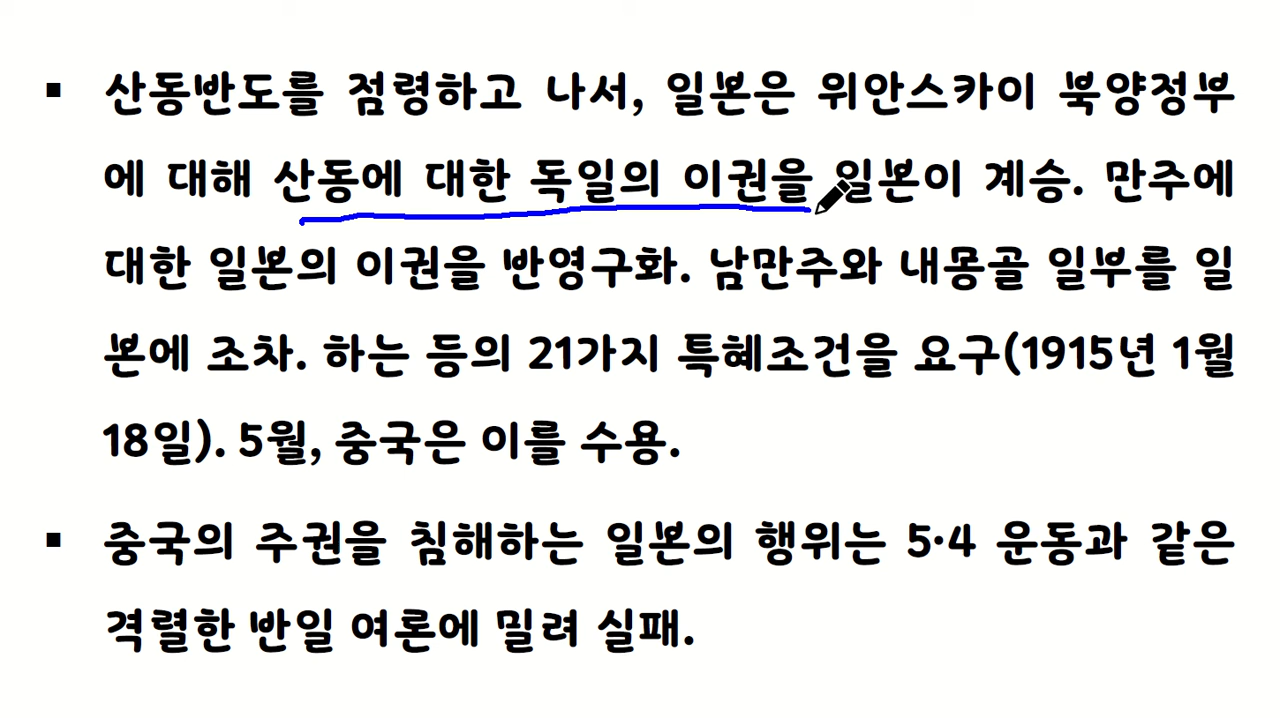 ▪ 산동반도를 점령하고 나서, 일본은 위안스카이 북양정부
에 대해 산동에 대한 독일의 이권을 일본이 계승. 만주에
대한 일본의 이권을 반영구화. 남만주와 내몽골 일부를 일
본에 조차. 하는 등의 21가지 특혜조건을 요구(1915년 1월
18일). 5월, 중국은 이를 수용.
▪ 중국의 주권을 침해하는 일본의 행위는 5·4 운동과 같은
격렬한 반일 여론에 밀려 실패.